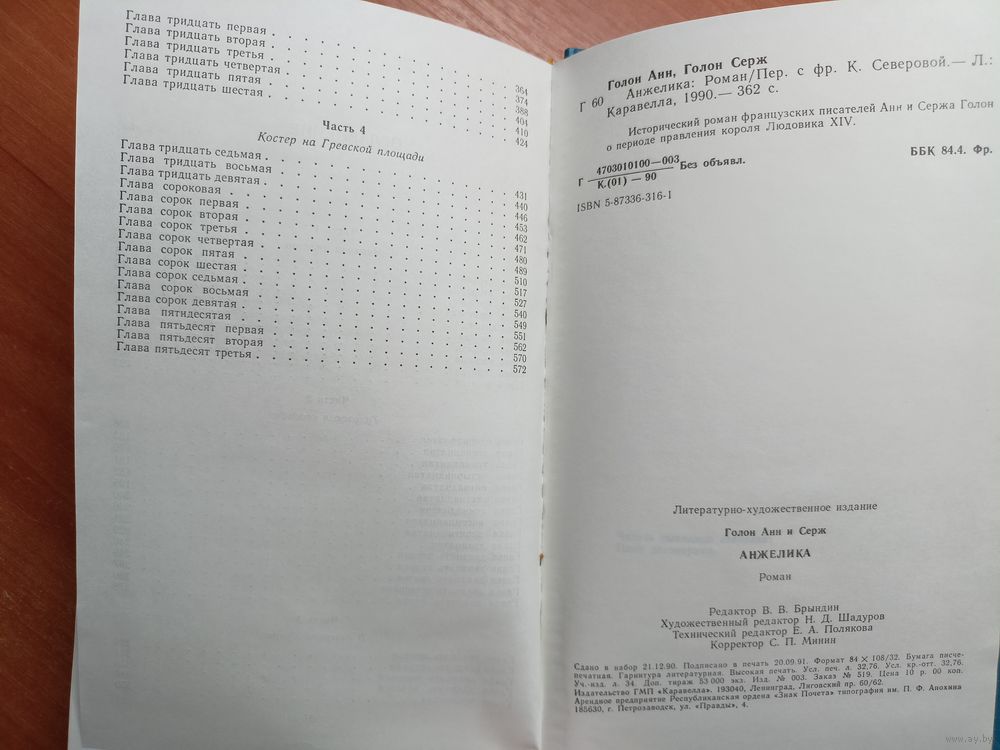 Глава тридцать первая
Глава тридцать вторая
Глава тридцать третья . 364
Глава тридцать четвертая . 374
Глава тридцать пятая . 388
Глава тридцать шестая . 404
410
424
Часть 4
Костер на Гревской площади
Глава тридцать седьмая . 431
Глава тридцать восьмая . 440
Глава тридцать девятая . 446
Глава сороковая . 453
Глава сорок первая . 462
Глава сорок вторая . 471
Глава сорок третья . 480
Глава сорок четвертая . 489
Глава сорок пятая . 510
Глава сорок шестая . 517
Глава сорок седьмая . 527
Глава сорок восьмая . 540
Глава сорок девятая . 549
Глава пятидесятая . 551
Глава пятьдесят первая . 562
Глава пятьдесят вторая . 570
Глава пятьдесят третья . 572
Голон Анн, Голон Серж
Г 60 Анжелика: Роман/Пер. с фр. К. Северовой.— Л.:
Каравелла, 1990.— 362 с.
Исторический роман французских писателей Анн и Сержа Голон
о периоде правления короля Людовика XIV.
Г 4703010100—003 Без объявл.
К.(01) — 90
ББК 84.4. Фр.
ISBN 5-87336-316-1
Литературно-художественное издание
Голон Анн и Серж
АНЖЕЛИКА
Роман
Редактор В. В. Брындин
Художественный редактор Н. Д. Шадуров
Технический редактор Е. А. Полякова
Корректор С. П. Минин
Сдано в набор 21.12.90. Подписано в печать 20.09.91. Формат 84 × 108/32. Бумага писче-
печатная. Гарнитура литературная. Высокая печать. Усл. печ. л. 32,76. Усл. кр.-отт. 32,76.
Уч.-изд. л. 34. Доп. тираж 53 000 экз. Изд. № 003. Заказ № 519. Цена 10 р. 00 коп.
Издательство ГМП «Каравелла». 193040, Ленинград, Лиговский пр. 60/62.
Арендное предприятие Республиканская ордена «Знак Почета» типография им. П. Ф. Анохина
185630, г. Петрозаводск, ул. «Правды», 4.
www.ay.by